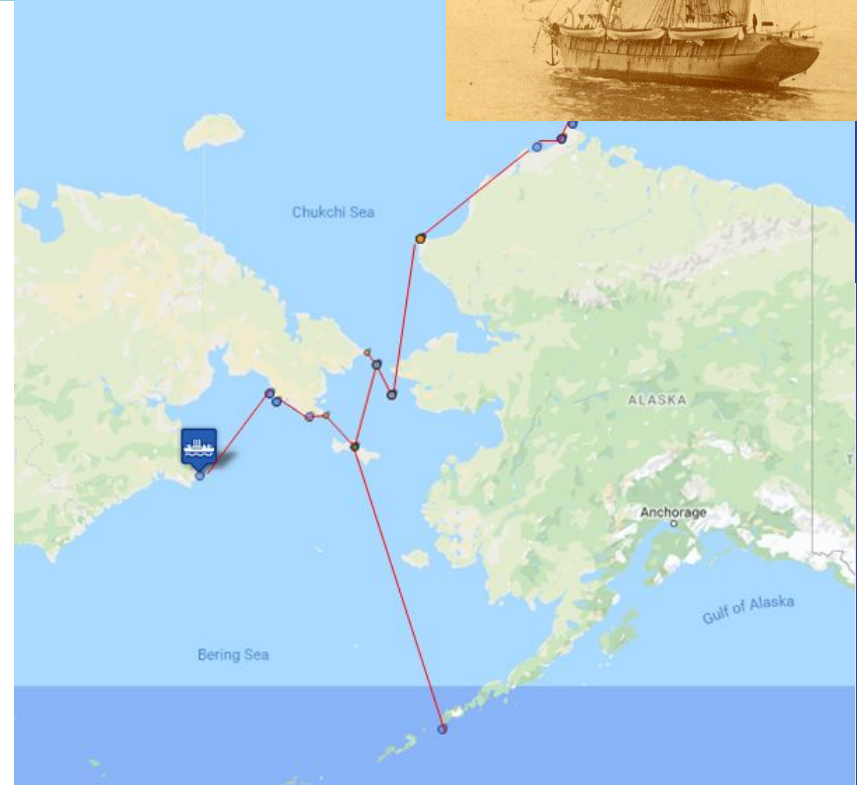 Chukchi Sea
ALASKA
T
Anchorage
Gulf of Alaska
Bering Sea